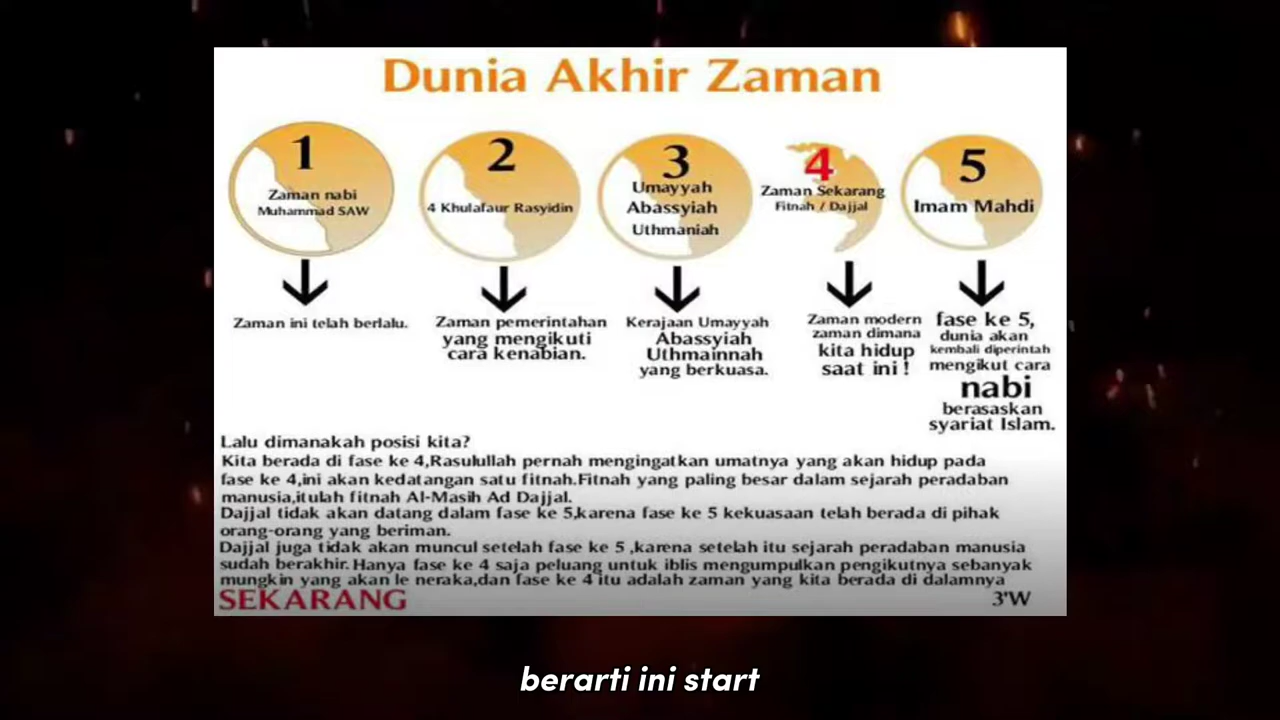 Dunia Akhir Zaman
1
Zaman nabi
Muhammad SAW
Zaman ini telah berlalu.
2
4 Khulafaur Rasyidin
Zaman pemerintahan
yang mengikuti
cara kenabian.
3
Umayyah
Abassyiah
Uthmaniah
Kerajaan Umayyah
Abassyiah
Uthmainnah
yang berkuasa.
4
Zaman Sekarang
Fitnah / Dajjal
Zaman modern
zaman dimana
kita hidup
saat ini !
5
Imam Mahdi
fase ke 5,
dunia akan
kembali diperintah
mengikut cara
nabi
berasaskan
syariat Islam.
Lalu dimanakah posisi kita?
Kita berada di fase ke 4,Rasulullah pernah mengingatkan umatnya yang akan hidup pada
fase ke 4,ini akan kedatangan satu fitnah.Fitnah yang paling besar dalam sejarah peradaban
manusia,itulah fitnah Al-Masih Ad Dajjal.
Dajjal tidak akan datang dalam fase ke 5,karena fase ke 5 kekuasaan telah berada di pihak
orang-orang yang beriman.
Dajjal juga tidak akan muncul setelah fase ke 5 ,karena setelah itu sejarah peradaban manusia
sudah berakhir. Hanya fase ke 4 saja peluang untuk iblis mengumpulkan pengikutnya sebanyak
mungkin yang akan le neraka,dan fase ke 4 itu adalah zaman yang kita berada di dalamnya
SEKARANG
3'W
berarti ini start